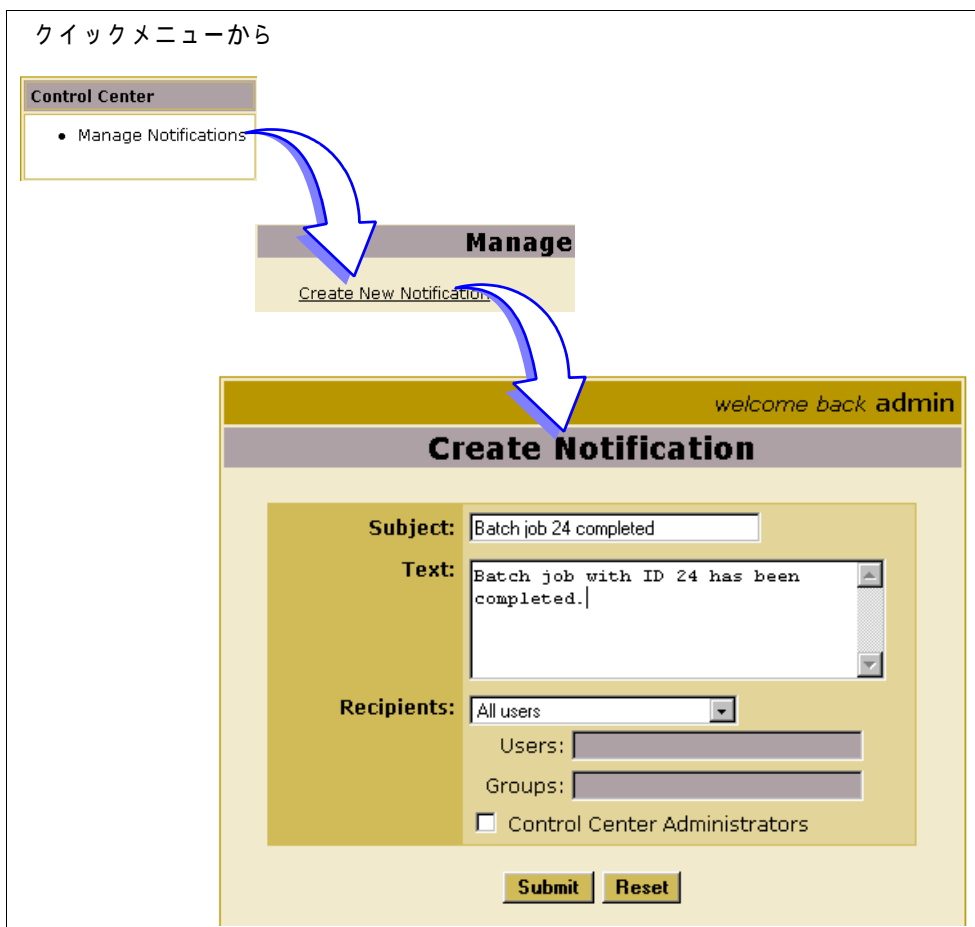 クイックメニューから
Control Center
• Manage Notifications
Manage
Create New Notification
welcome back admin
Create Notification
Subject: Batch job 24 completed
Text: Batch job with ID 24 has been
completed.
Recipients: All users
Users:
Groups:
Control Center Administrators
Submit Reset